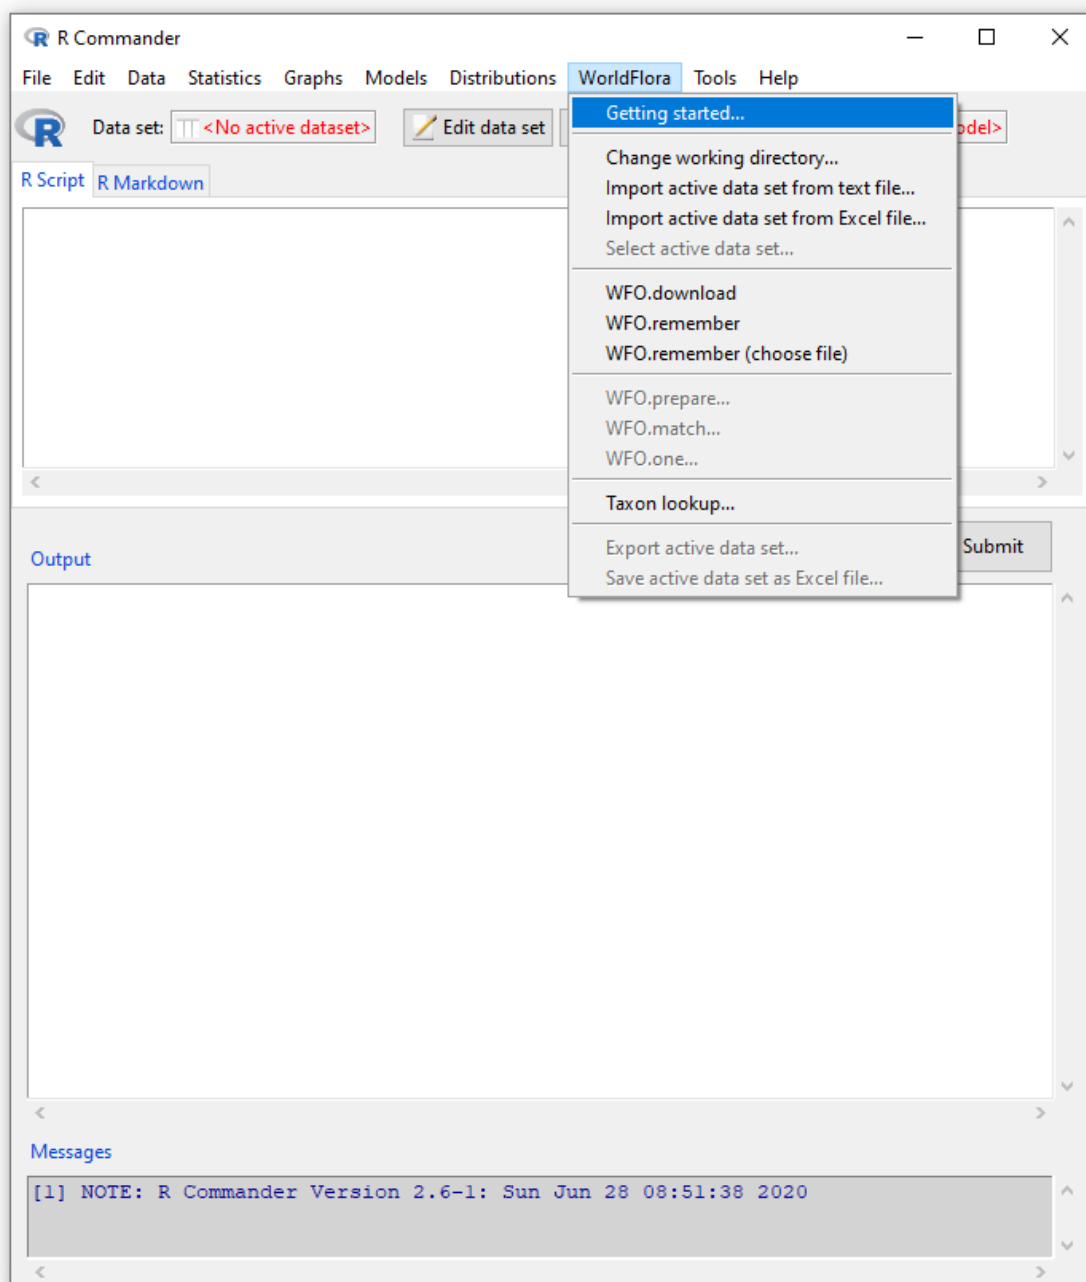 R Commander
File Edit Data Statistics Graphs Models Distributions WorldFlora Tools Help
R Data set: <No active dataset> Edit data set
Getting started...
Change working directory...
Import active data set from text file...
Import active data set from Excel file...
Select active data set...
WFO.download
WFO.remember
WFO.remember (choose file)
WFO.prepare...
WFO.match...
WFO.one...
Taxon lookup...
Export active data set...
Save active data set as Excel file...
R Script R Markdown
Submit
Output
Messages
[1] NOTE: R Commander Version 2.6-1: Sun Jun 28 08:51:38 2020